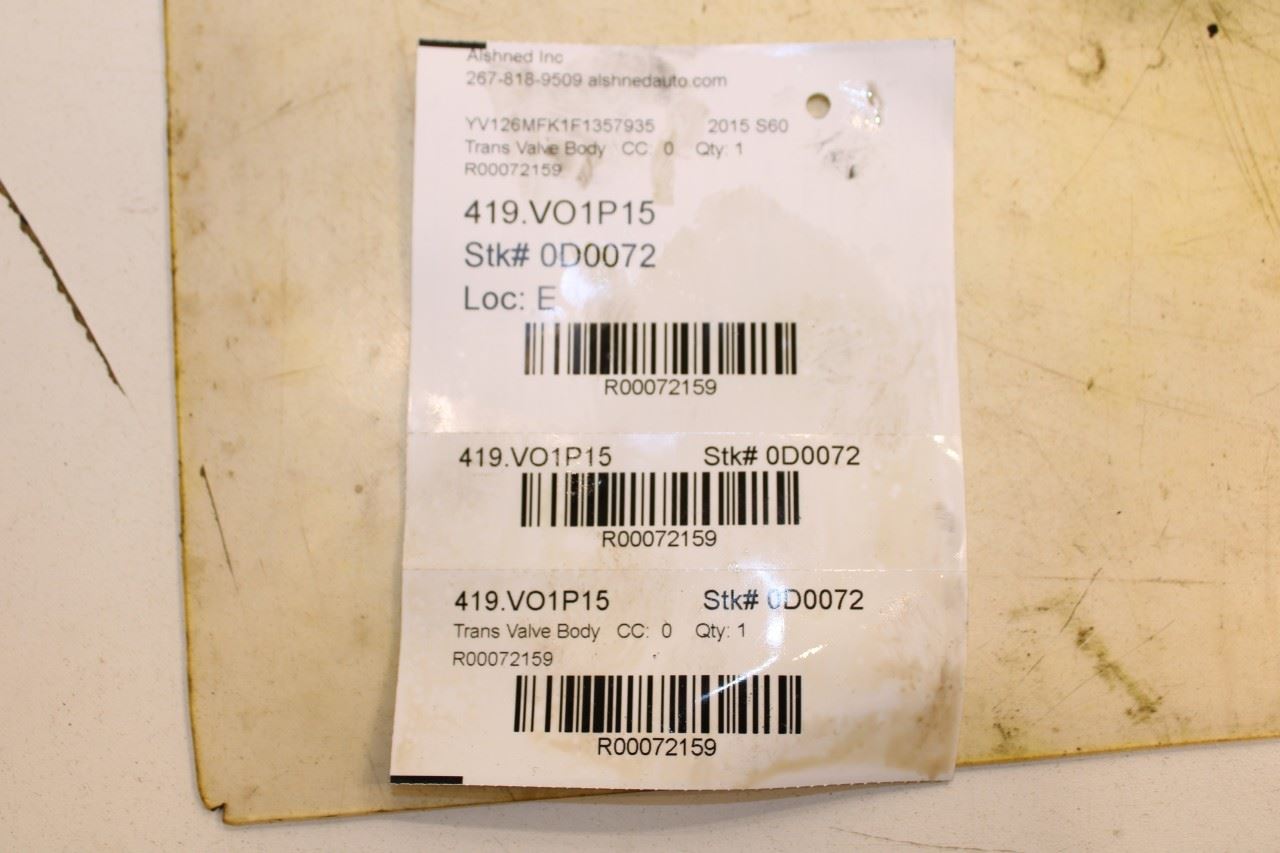 Alshned Inc
267-818-9509 alshnedauto.com
YV126MFK1F1357935 2015 S60
Trans Valve Body CC: 0 Qty: 1
R00072159
419.VO1P15
Stk# 0D0072
Loc: E
R00072159
419.VO1P15 Stk# 0D0072
R00072159
419.VO1P15 Stk# 0D0072
Trans Valve Body CC: 0 Qty: 1
R00072159
R00072159